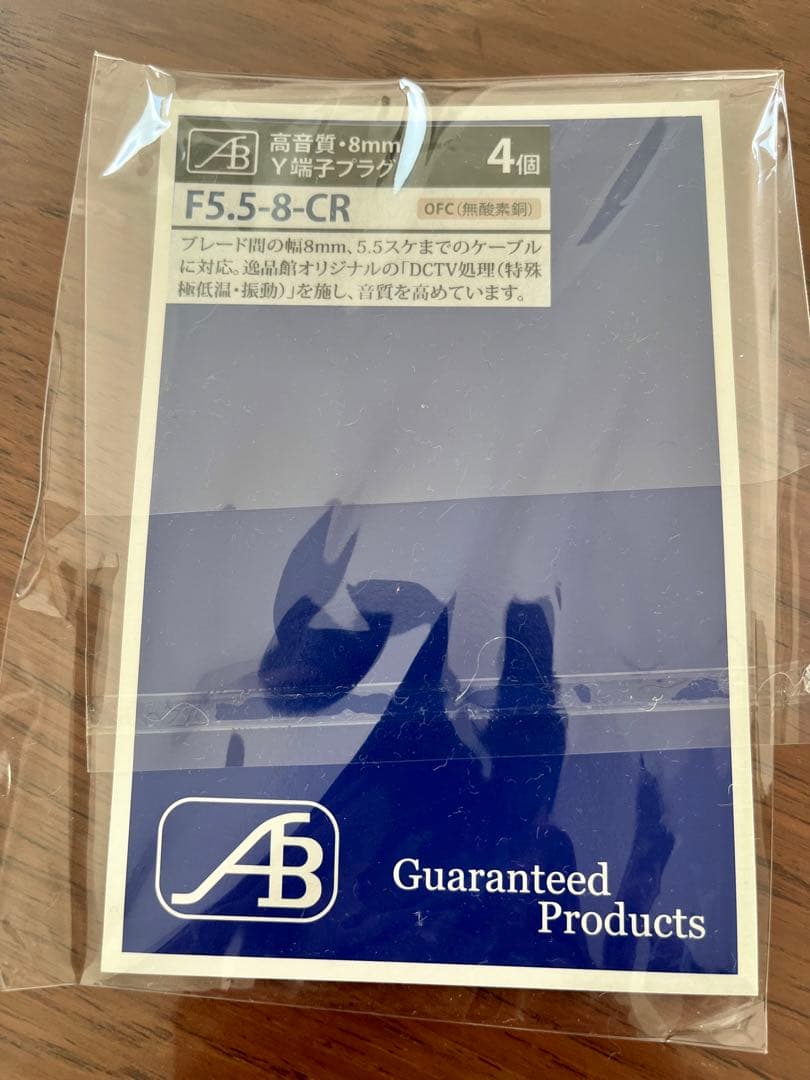 AB
高音質・8mm
Y端子プラグ
4個
F5.5-8-CR
OFC(無酸素銅)
ブレード間の幅8mm、5.5スケまでのケーブル
に対応。逸品館オリジナルの「DCTV処理(特殊
極低温・振動)」を施し、音質を高めています。
AB
Guaranteed
Products